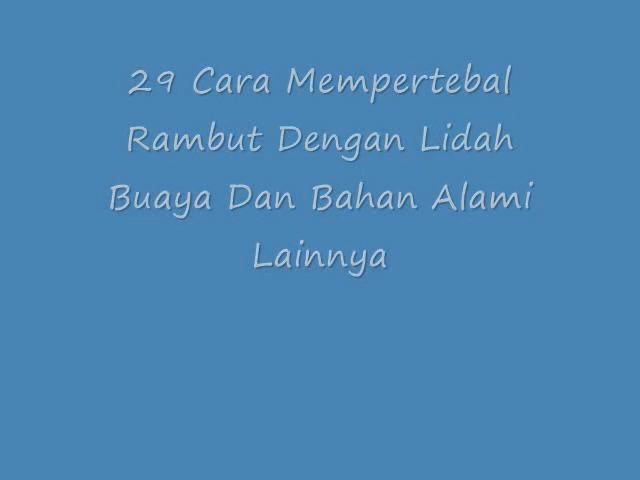 29 Cara Mempertebal
Rambut Dengan Lidah
Buaya Dan Bahan Alami
Lainnya